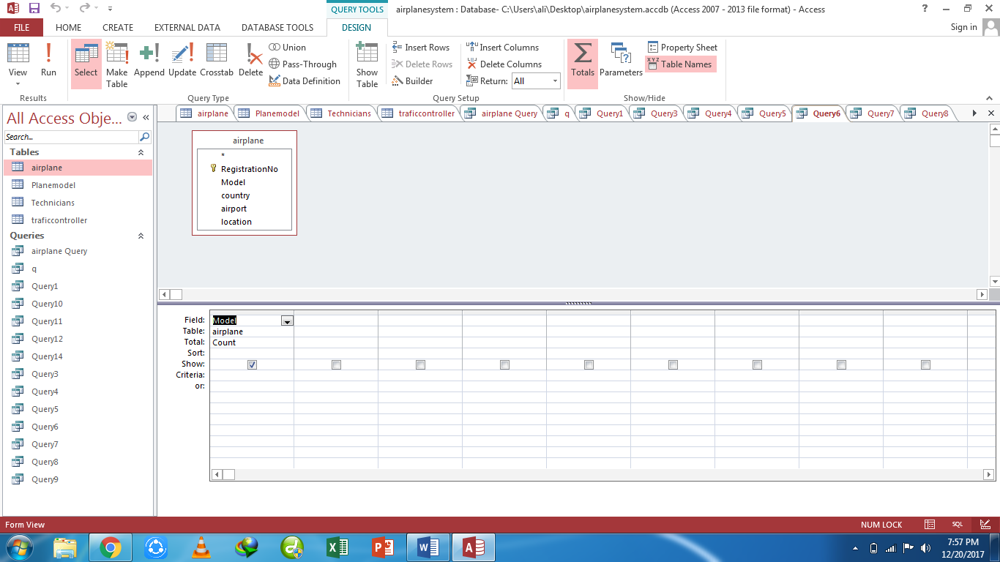 QUERY TOOLS
airplanesystem : Database- C:\Users\ali\Desktop\airplanesystem.accdb (Access 2007 - 2013 file format) - Access
?
FILE HOME CREATE EXTERNAL DATA DATABASE TOOLS DESIGN Sign in
View Run Select Make Table Append Update Crosstab Delete
Union
Pass-Through
Data Definition
Show Table
Insert Rows
Delete Rows
Builder
Insert Columns
Delete Columns
Return: All
Totals Parameters
Property Sheet
XYZ Table Names
Results Query Type Query Setup Show/Hide
All Access Obje...
Search...
Tables
airplane
Planemodel
Technicians
traficcontroller
Queries
airplane Query
q
Query1
Query10
Query11
Query12
Query14
Query3
Query4
Query5
Query6
Query7
Query8
Query9
airplane Planemodel Technicians traficcontroller airplane Query q Query1 Query3 Query4 Query5 Query6 Query7 Query8
airplane
*
RegistrationNo
Model
country
airport
location
Field: Model
Table: airplane
Total: Count
Sort:
Show:
Criteria:
or:
Form View NUM LOCK SQL
7:57 PM
12/20/2017